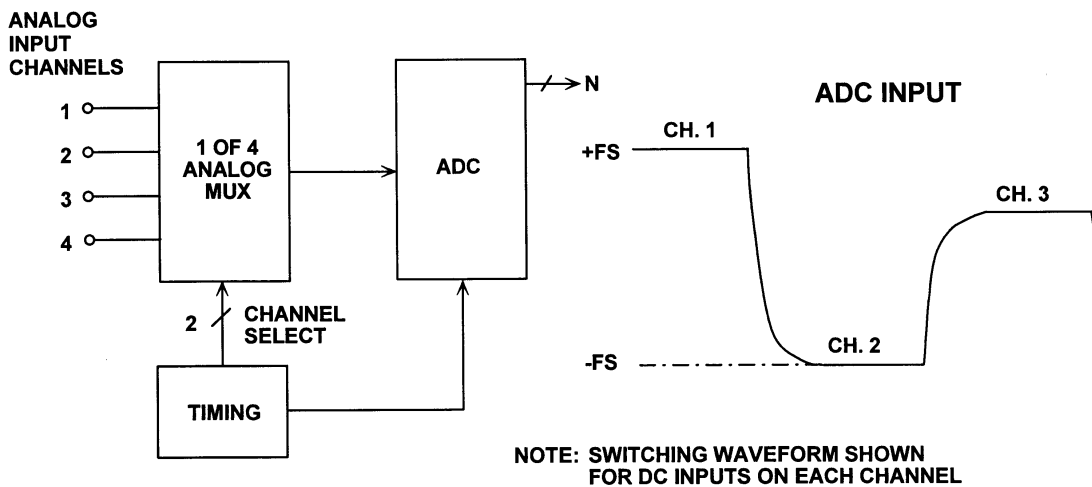 ANALOG
INPUT
CHANNELS
1
2
3
4
1 OF 4
ANALOG
MUX
ADC
N
2
CHANNEL
SELECT
TIMING
ADC INPUT
CH. 1
+FS
CH. 3
CH. 2
-FS
NOTE: SWITCHING WAVEFORM SHOWN
FOR DC INPUTS ON EACH CHANNEL